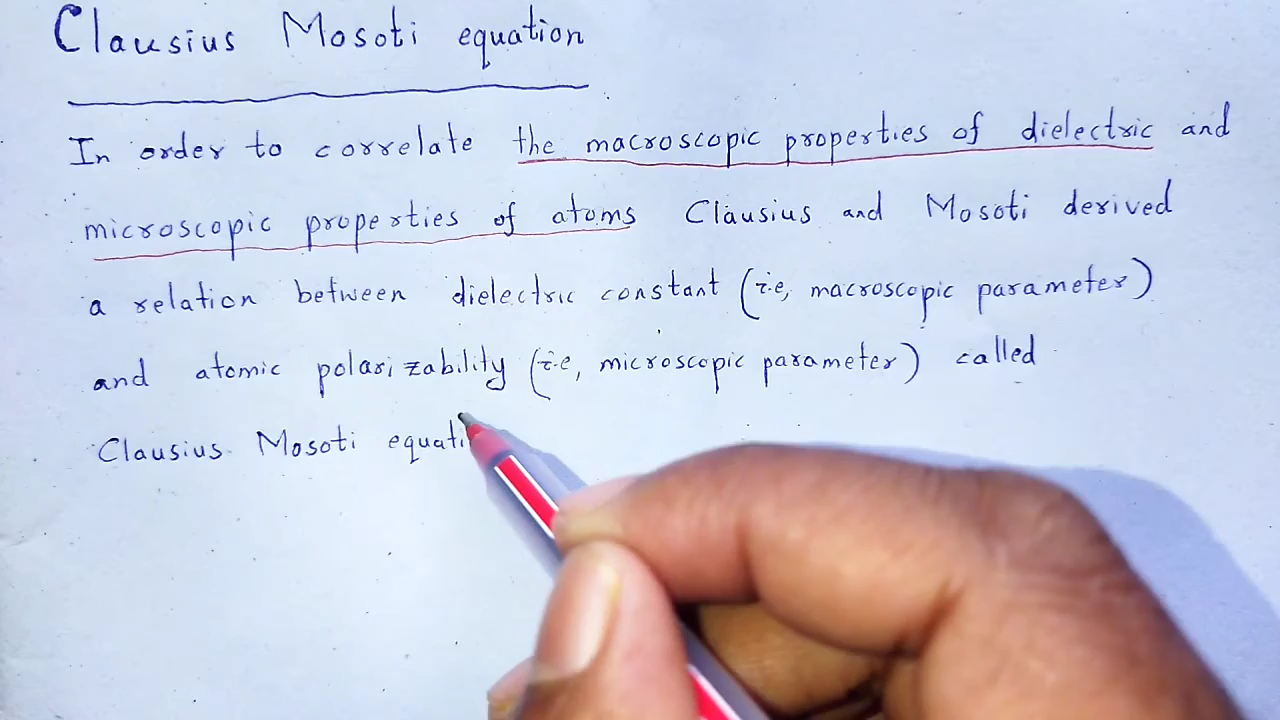 Clausius Mosoti equation
In order to correlate the macroscopic properties of dielectric and
microscopic properties of atoms Clausius and Mosoti derived
a relation between dielectric constant (i.e, macroscopic parameter)
and atomic polarizability (i.e, microscopic parameter) called
Clausius Mosoti equati